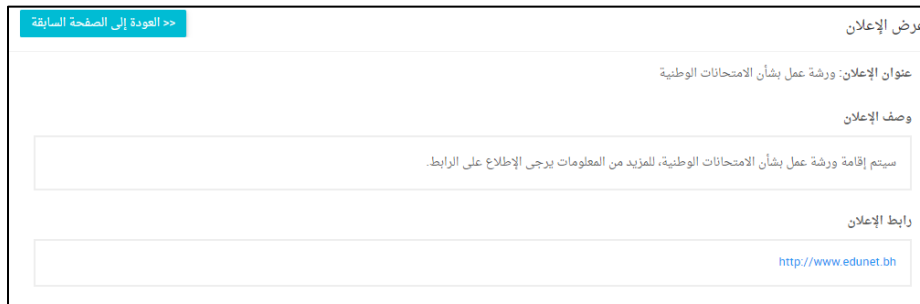 عرض الإعلان
<< العودة إلى الصفحة السابقة
عنوان الإعلان: ورشة عمل بشأن الامتحانات الوطنية
وصف الإعلان
سيتم إقامة ورشة عمل بشأن الامتحانات الوطنية، للمزيد من المعلومات يرجى الإطلاع على الرابط.
رابط الإعلان
http://www.edunet.bh